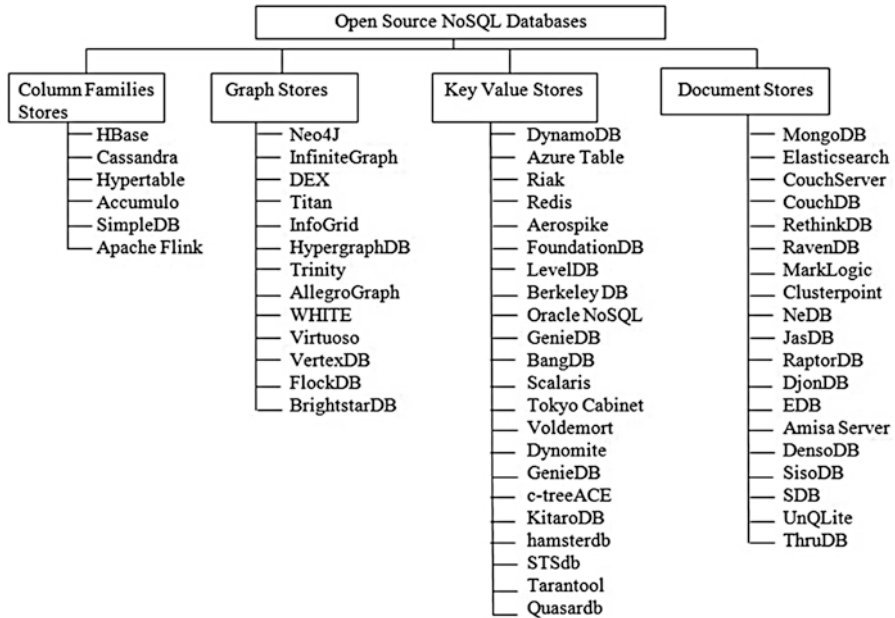 Open Source NoSQL Databases
Column Families
Stores
HBase
Cassandra
Hypertable
Accumulo
SimpleDB
Apache Flink
Graph Stores
Neo4J
InfiniteGraph
DEX
Titan
InfoGrid
HypergraphDB
Trinity
AllegroGraph
WHITE
Virtuoso
VertexDB
FlockDB
BrightstarDB
Key Value Stores
DynamoDB
Azure Table
Riak
Redis
Aerospike
FoundationDB
LevelDB
Berkeley DB
Oracle NoSQL
GenieDB
BangDB
Scalaris
Tokyo Cabinet
Voldemort
Dynomite
GenieDB
c-treeACE
KitaroDB
hamsterdb
STSdb
Tarantool
Quasardb
Document Stores
MongoDB
Elasticsearch
CouchServer
CouchDB
RethinkDB
RavenDB
MarkLogic
Clusterpoint
NeDB
JasDB
RaptorDB
DjonDB
EDB
Amisa Server
DensoDB
SisoDB
SDB
UnQLite
ThruDB